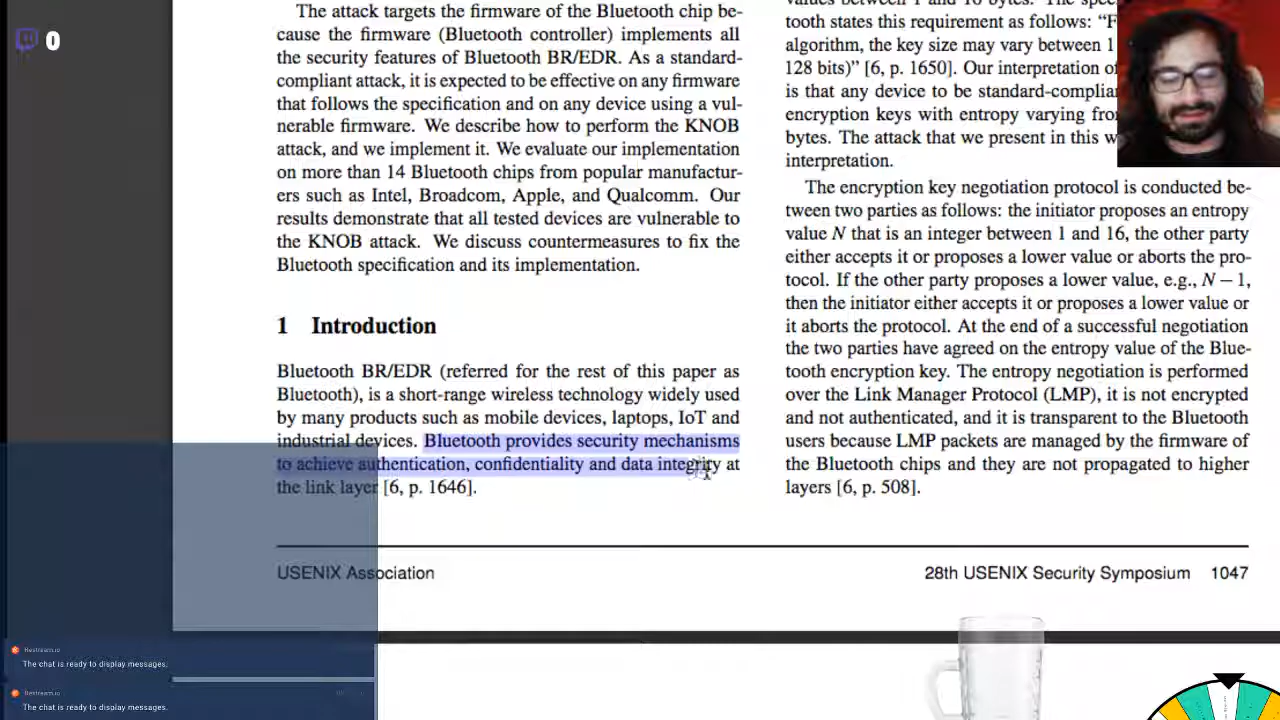 0
The attack targets the firmware of the Bluetooth chip be-
cause the firmware (Bluetooth controller) implements all
the security features of Bluetooth BR/EDR. As a standard-
compliant attack, it is expected to be effective on any firmware
that follows the specification and on any device using a vul-
nerable firmware. We describe how to perform the KNOB
attack, and we implement it. We evaluate our implementation
on more than 14 Bluetooth chips from popular manufactur-
ers such as Intel, Broadcom, Apple, and Qualcomm. Our
results demonstrate that all tested devices are vulnerable to
the KNOB attack. We discuss countermeasures to fix the
Bluetooth specification and its implementation.
1 Introduction
Bluetooth BR/EDR (referred for the rest of this paper as
Bluetooth), is a short-range wireless technology widely used
by many products such as mobile devices, laptops, IoT and
industrial devices. Bluetooth provides security mechanisms
to achieve authentication, confidentiality and data integrity at
the link layer [6, p. 1646].
values between 1 and 16 bytes. The
tooth states this requirement as follows: "F
algorithm, the key size may vary between 1
128 bits)" [6, p. 1650]. Our interpretation of
is that any device to be standard-complian
encryption keys with entropy varying fro
bytes. The attack that we present in this w
interpretation.
The encryption key negotiation protocol is conducted be-
tween two parties as follows: the initiator proposes an entropy
value N that is an integer between 1 and 16, the other party
either accepts it or proposes a lower value or aborts the pro-
tocol. If the other party proposes a lower value, e.g., N − 1,
then the initiator either accepts it or proposes a lower value or
it aborts the protocol. At the end of a successful negotiation
the two parties have agreed on the entropy value of the Blue-
tooth encryption key. The entropy negotiation is performed
over the Link Manager Protocol (LMP), it is not encrypted
and not authenticated, and it is transparent to the Bluetooth
users because LMP packets are managed by the firmware of
the Bluetooth chips and they are not propagated to higher
layers [6, p. 508].
USENIX Association
28th USENIX Security Symposium 1047
Restream.io
The chat is ready to display messages.
Restream.io
The chat is ready to display messages.